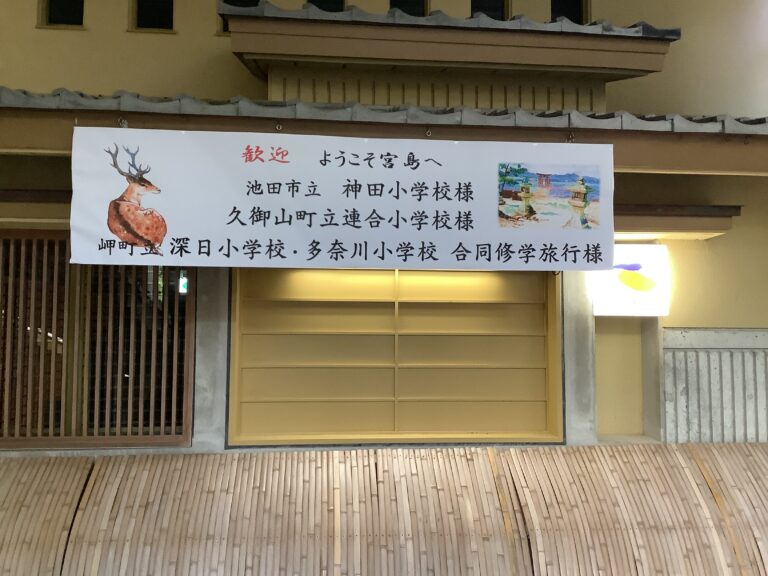 歓迎 ようこそ宮島へ
池田市立 神田小学校様
久御山町立連合小学校様
岬町立 深日小学校・多奈川小学校 合同修学旅行様